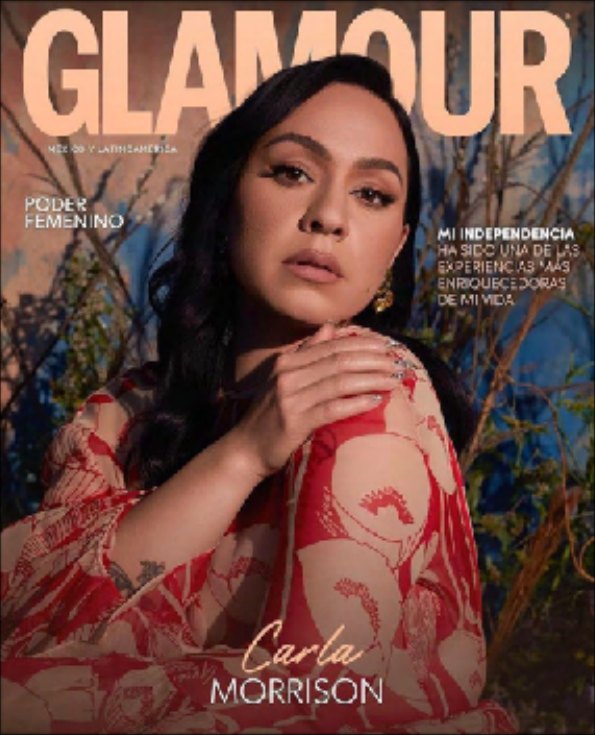 GLAMOUR
MÉXICO Y LATINOAMÉRICA
PODER
FEMENINO
MI INDEPENDENCIA
HA SIDO UNA DE LAS
EXPERIENCIAS MÁS
ENRIQUECEDORAS
DE MI VIDA
Carla
MORRISON